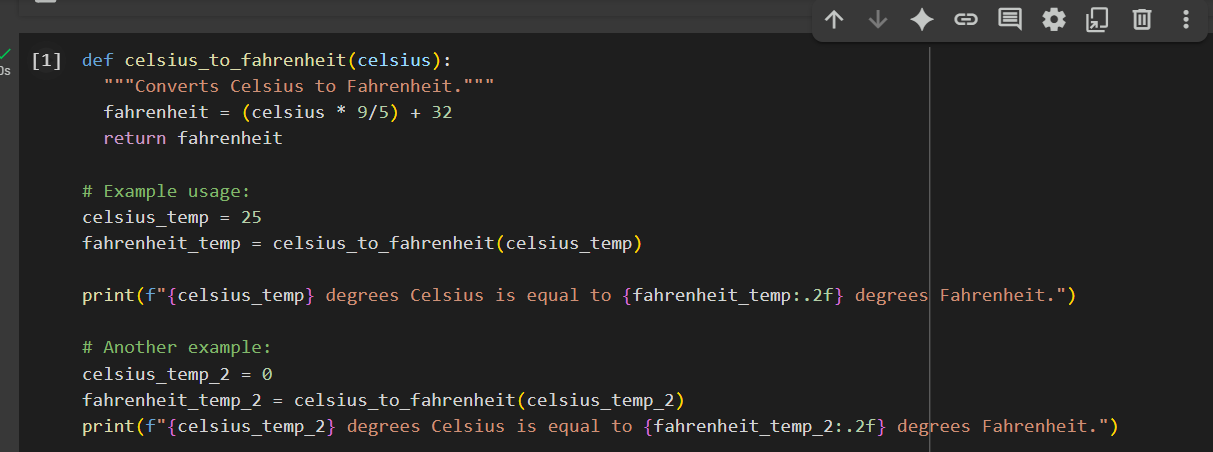 [1] def celsius_to_fahrenheit(celsius):
0s
  """Converts Celsius to Fahrenheit."""
  fahrenheit = (celsius * 9/5) + 32
  return fahrenheit
# Example usage:
celsius_temp = 25
fahrenheit_temp = celsius_to_fahrenheit(celsius_temp)
print(f"{celsius_temp} degrees Celsius is equal to {fahrenheit_temp:.2f} degrees Fahrenheit.")
# Another example:
celsius_temp_2 = 0
fahrenheit_temp_2 = celsius_to_fahrenheit(celsius_temp_2)
print(f"{celsius_temp_2} degrees Celsius is equal to {fahrenheit_temp_2:.2f} degrees Fahrenheit.")